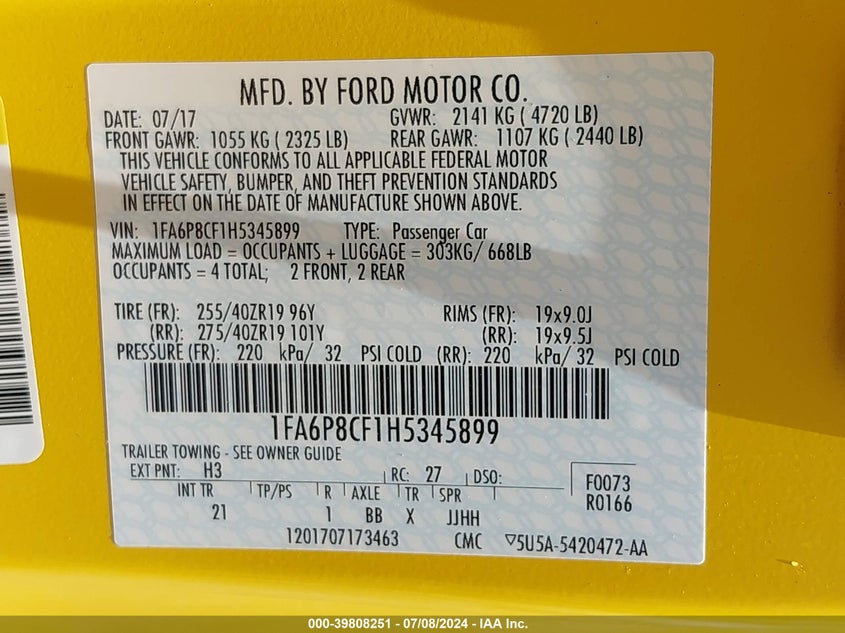 MFD. BY FORD MOTOR CO.
DATE: 07/17 GVWR: 2141 KG ( 4720 LB)
FRONT GAWR: 1055 KG ( 2325 LB) REAR GAWR: 1107 KG ( 2440 LB)
THIS VEHICLE CONFORMS TO ALL APPLICABLE FEDERAL MOTOR
VEHICLE SAFETY, BUMPER, AND THEFT PREVENTION STANDARDS
IN EFFECT ON THE DATE OF MANUFACTURE SHOWN ABOVE.
VIN: 1FA6P8CF1H5345899 TYPE: Passenger Car
MAXIMUM LOAD = OCCUPANTS + LUGGAGE = 303KG/ 668LB
OCCUPANTS = 4 TOTAL; 2 FRONT, 2 REAR
TIRE (FR): 255/40ZR19 96Y RIMS (FR): 19x9.0J
(RR): 275/40ZR19 101Y (RR): 19x9.5J
PRESSURE (FR): 220 kPa/ 32 PSI COLD (RR): 220 kPa/ 32 PSI COLD
1FA6P8CF1H5345899
TRAILER TOWING - SEE OWNER GUIDE
EXT PNT: H3 RC: 27 DSO: F0073
INT TR TP/PS R AXLE TR SPR R0166
21 1 BB X JJHH
1201707173463 CMC ▽5U5A-5420472-AA
000-39808251 - 07/08/2024 - IAA Inc.